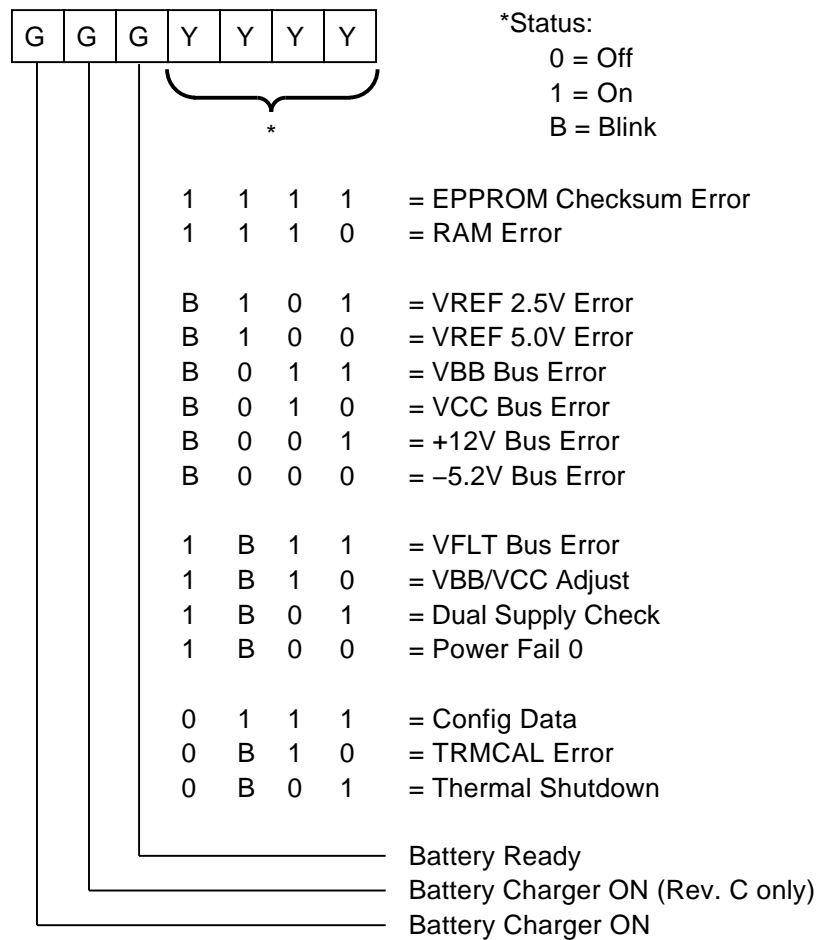 G G G Y Y Y Y
*Status:
0 = Off
1 = On
B = Blink
*
1 1 1 1 = EPPROM Checksum Error
1 1 1 0 = RAM Error
B 1 0 1 = VREF 2.5V Error
B 1 0 0 = VREF 5.0V Error
B 0 1 1 = VBB Bus Error
B 0 1 0 = VCC Bus Error
B 0 0 1 = +12V Bus Error
B 0 0 0 = −5.2V Bus Error
1 B 1 1 = VFLT Bus Error
1 B 1 0 = VBB/VCC Adjust
1 B 0 1 = Dual Supply Check
1 B 0 0 = Power Fail 0
0 1 1 1 = Config Data
0 B 1 0 = TRMCAL Error
0 B 0 1 = Thermal Shutdown
Battery Ready
Battery Charger ON (Rev. C only)
Battery Charger ON